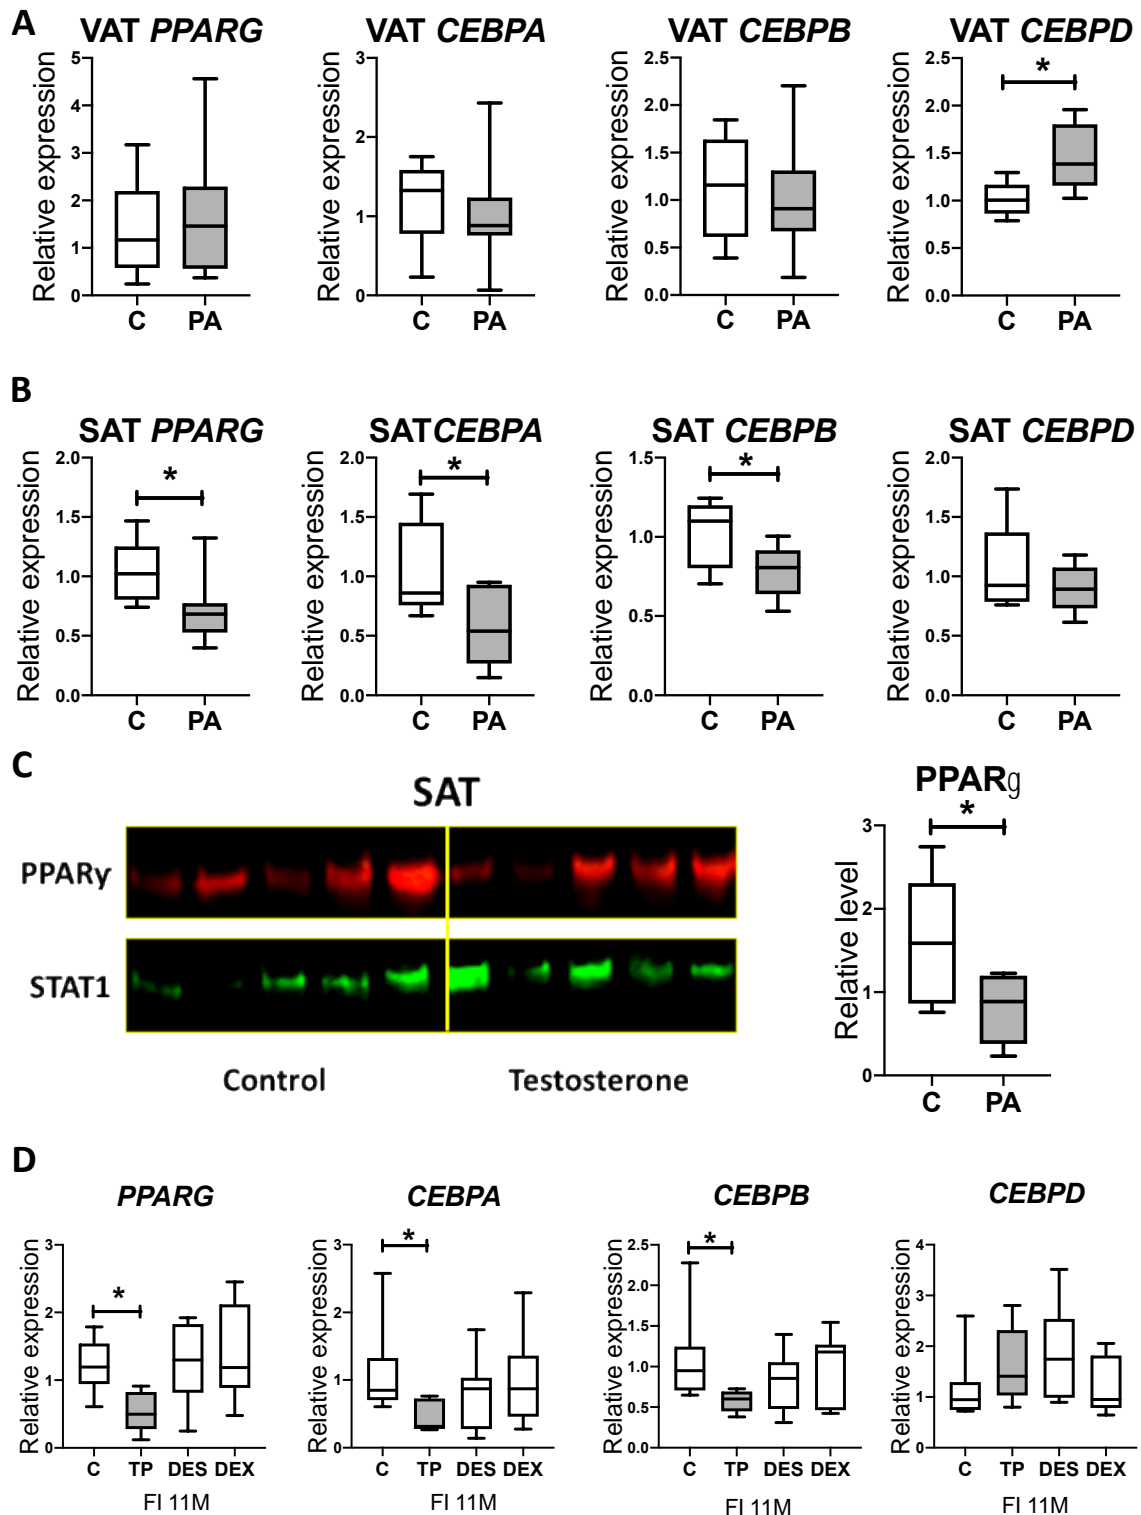 A
VAT PPARG
VAT CEBPA
VAT CEBPB
VAT CEBPD
Relative expression
5
4
3
2
1
0
C
PA
Relative expression
3
2
1
0
C
PA
Relative expression
2.5
2.0
1.5
1.0
0.5
0.0
C
PA
Relative expression
2.5
2.0
1.5
1.0
0.5
0.0
*
C
PA
B
SAT PPARG
SATCEBPA
SAT CEBPB
SAT CEBPD
Relative expression
2.0
1.5
1.0
0.5
0.0
*
C
PA
Relative expression
2.0
1.5
1.0
0.5
0.0
*
C
PA
Relative expression
1.5
1.0
0.5
0.0
*
C
PA
Relative expression
2.0
1.5
1.0
0.5
0.0
C
PA
C
SAT
PPARγ
STAT1
Control
Testosterone
PPARg
Relative level
3
2
1
0
*
C
PA
D
PPARG
CEBPA
CEBPB
CEBPD
Relative expression
3
2
1
0
*
C TP DES DEX
FI 11M
Relative expression
3
2
1
0
*
C TP DES DEX
FI 11M
Relative expression
2.5
2.0
1.5
1.0
0.5
0.0
*
C TP DES DEX
FI 11M
Relative expression
4
3
2
1
0
C TP DES DEX
FI 11M